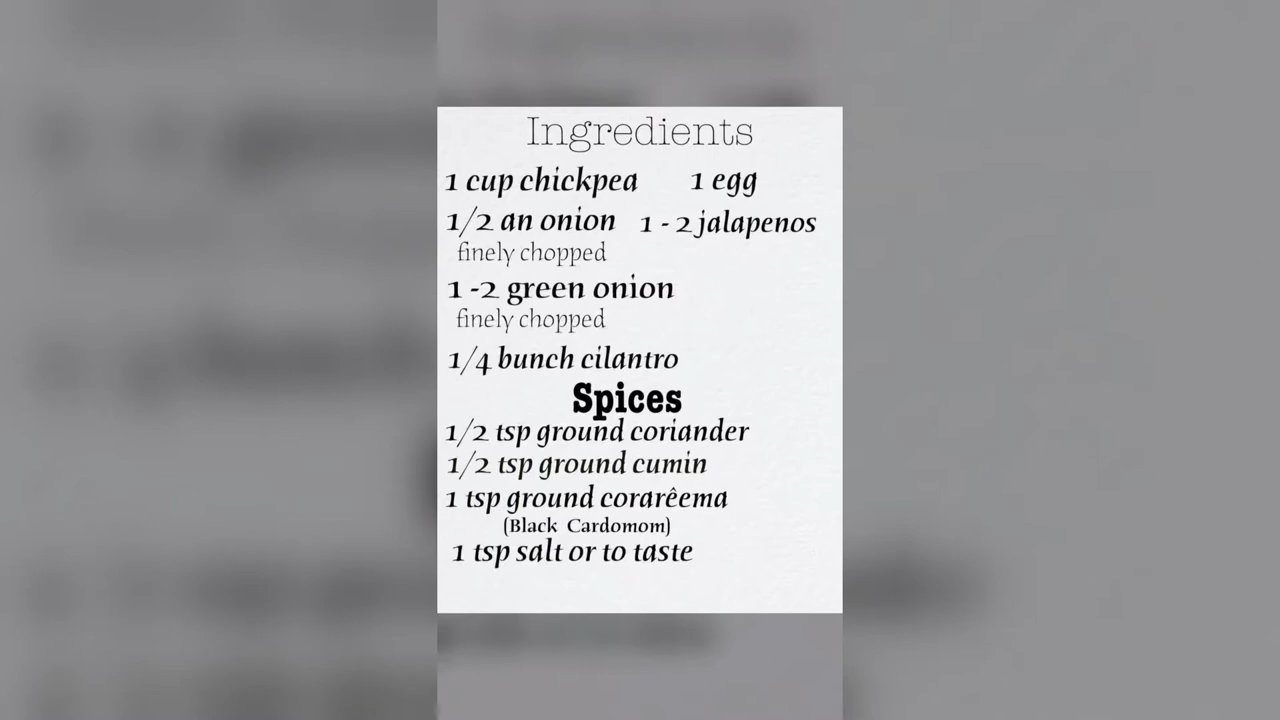 Ingredients
1 cup chickpea 1 egg
1/2 an onion 1 - 2 jalapenos
finely chopped
1 -2 green onion
finely chopped
1/4 bunch cilantro
Spices
1/2 tsp ground coriander
1/2 tsp ground cumin
1 tsp ground corarêema
(Black Cardomom)
1 tsp salt or to taste